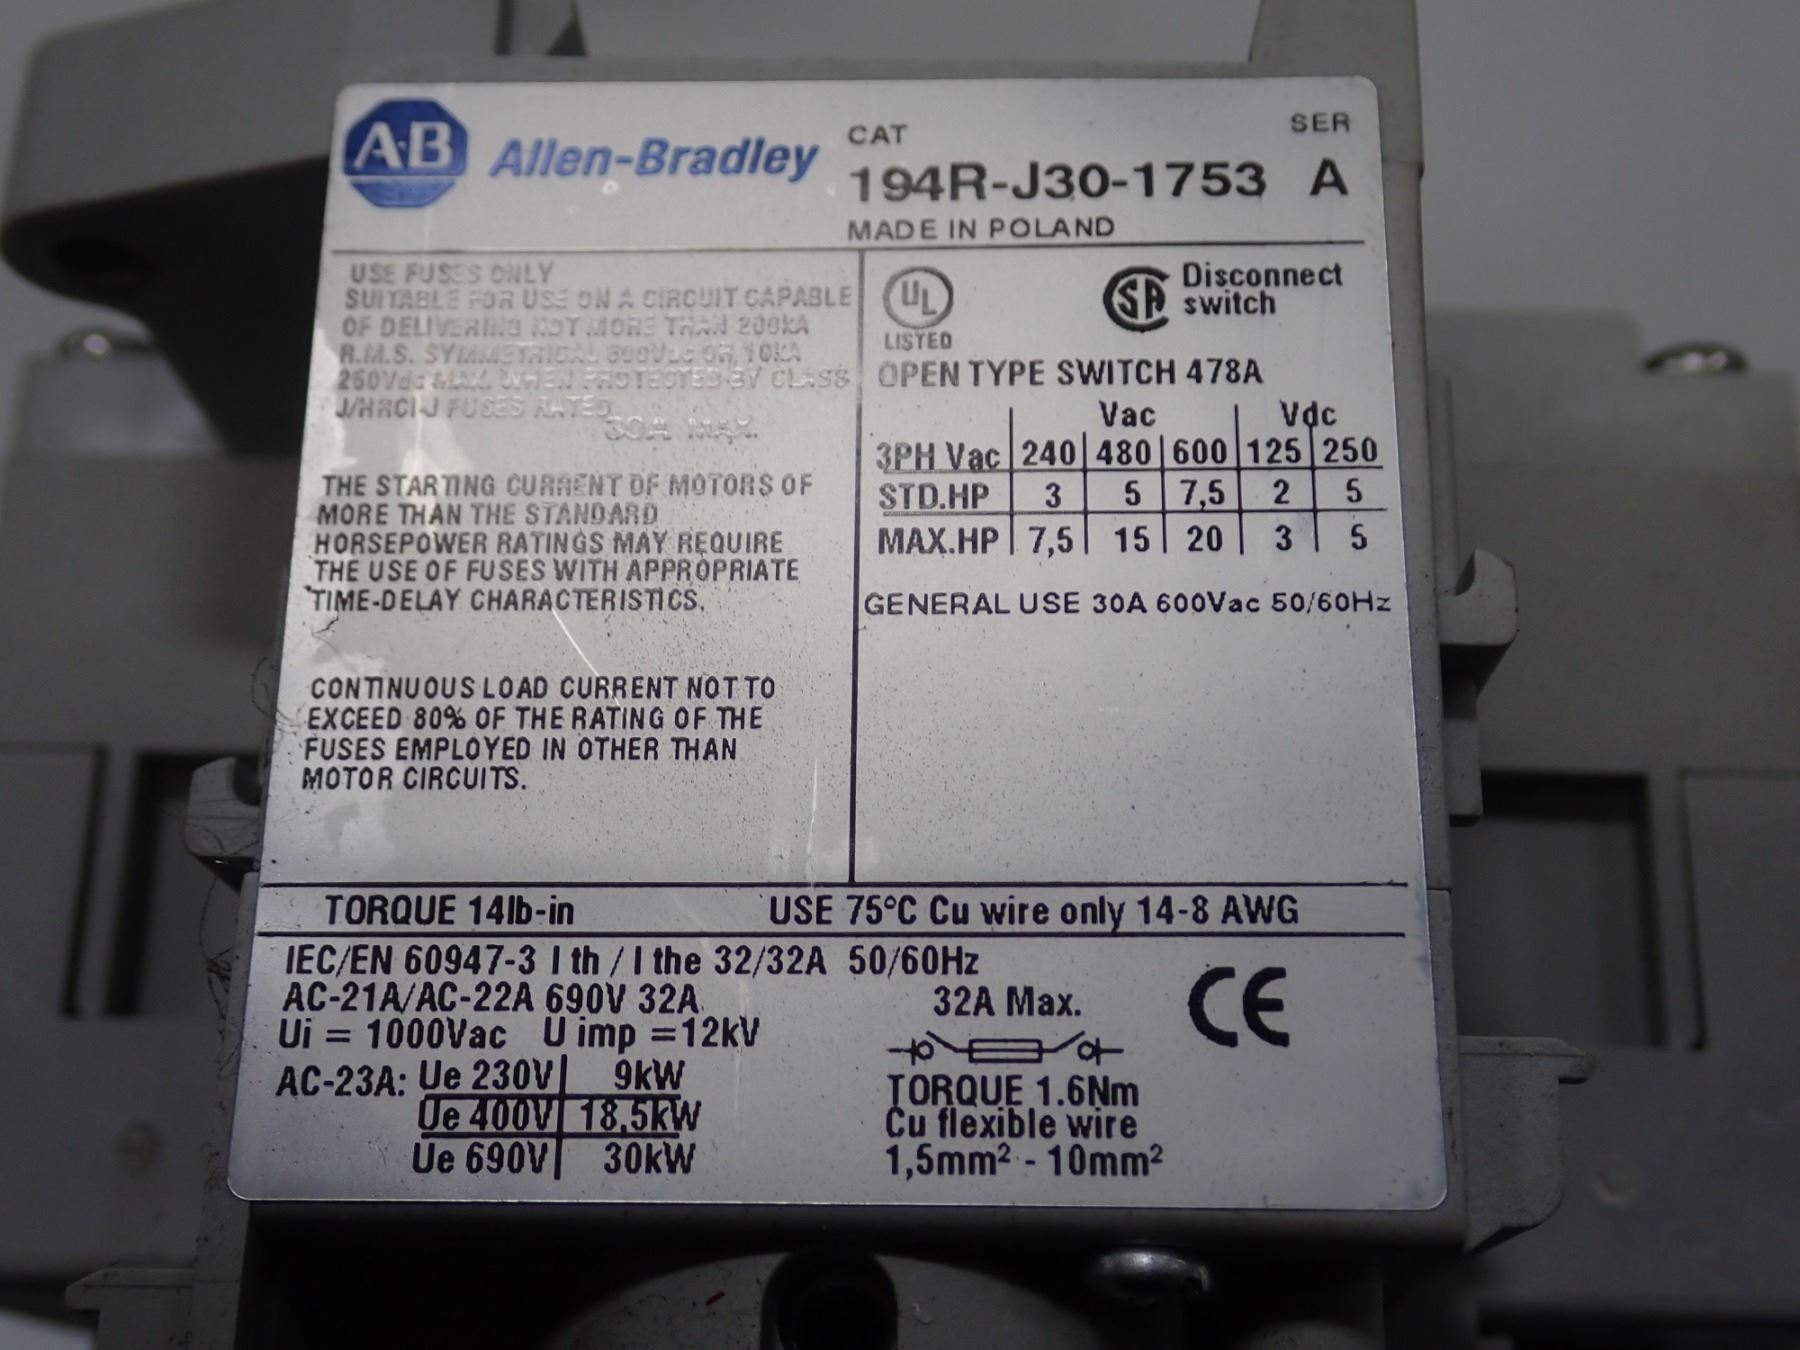 A-B Allen-Bradley
CAT
SER
194R-J30-1753 A
MADE IN POLAND
USE FUSES ONLY
SUITABLE FOR USE ON A CIRCUIT CAPABLE
OF DELIVERING NOT MORE THAN 200kA
R.M.S. SYMMETRICAL 600Vac OR 10kA
250Vdc MAX. WHEN PROTECTED BY CLASS
J/HRCI-J FUSES RATED
30A MAX.
THE STARTING CURRENT OF MOTORS OF
MORE THAN THE STANDARD
HORSEPOWER RATINGS MAY REQUIRE
THE USE OF FUSES WITH APPROPRIATE
TIME-DELAY CHARACTERISTICS.
CONTINUOUS LOAD CURRENT NOT TO
EXCEED 80% OF THE RATING OF THE
FUSES EMPLOYED IN OTHER THAN
MOTOR CIRCUITS.
UL
LISTED
SA
Disconnect
switch
OPEN TYPE SWITCH 478A
Vac Vdc
3PH Vac 240 480 600 125 250
STD.HP 3 5 7,5 2 5
MAX.HP 7,5 15 20 3 5
GENERAL USE 30A 600Vac 50/60Hz
TORQUE 14lb-in USE 75°C Cu wire only 14-8 AWG
IEC/EN 60947-3 I th / I the 32/32A 50/60Hz
AC-21A/AC-22A 690V 32A
Ui = 1000Vac U imp =12kV
AC-23A: Ue 230V 9kW
Ue 400V 18,5kW
Ue 690V 30kW
32A Max.
CE
TORQUE 1.6Nm
Cu flexible wire
1,5mm² - 10mm²